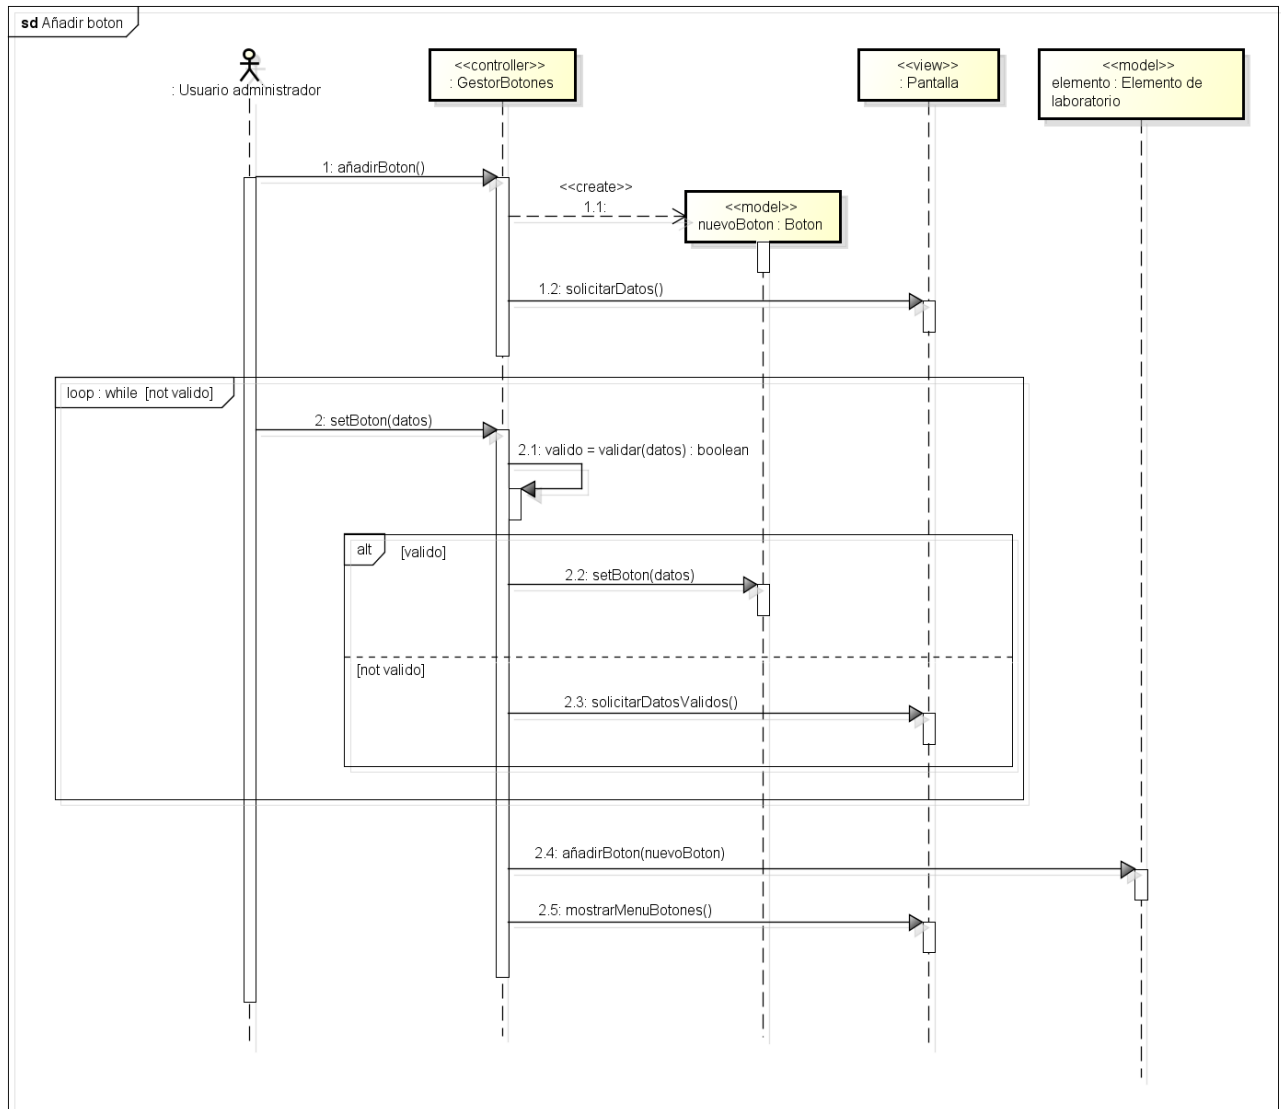 sd Añadir boton
: Usuario administrador
<<controller>>
: GestorBotones
<<view>>
: Pantalla
<<model>>
elemento : Elemento de
laboratorio
1: añadirBoton()
<<create>>
1.1:
<<model>>
nuevoBoton : Boton
1.2: solicitarDatos()
loop : while [not valido]
2: setBoton(datos)
2.1: valido = validar(datos) : boolean
alt
[valido]
2.2: setBoton(datos)
[not valido]
2.3: solicitarDatosValidos()
2.4: añadirBoton(nuevoBoton)
2.5: mostrarMenuBotones()